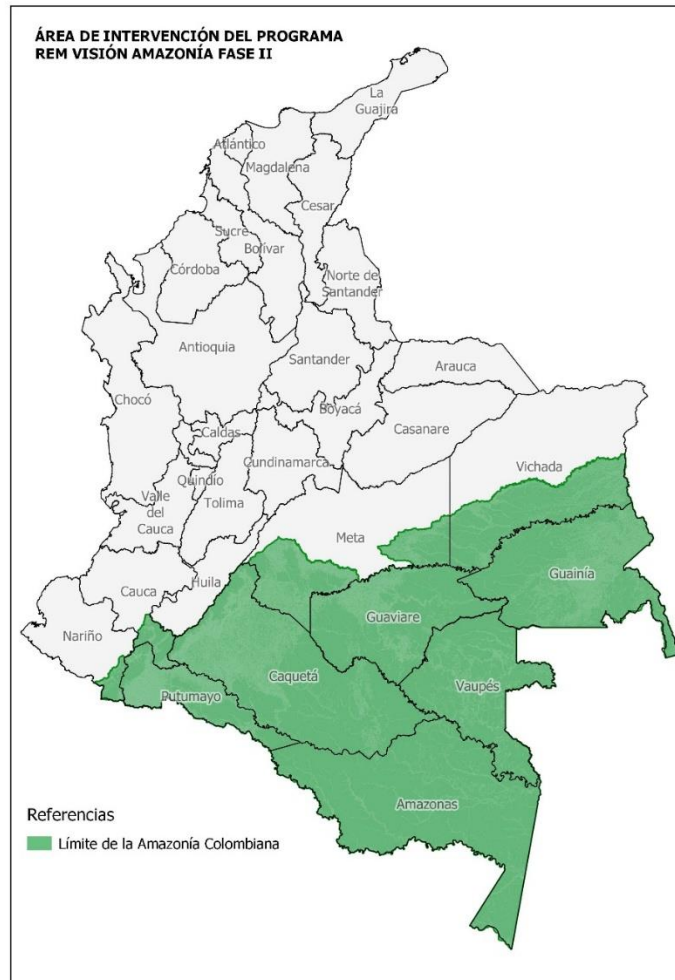 ÁREA DE INTERVENCIÓN DEL PROGRAMA
REM VISIÓN AMAZONÍA FASE II
La
Guajira
Atlántico
Magdalena
Cesar
Sucre
Bolívar
Córdoba
Norte de
Santander
Antioquia
Santander
Arauca
Chocó
Boyacá
Casanare
Caldas
Cundinamarca
Vichada
Quindío
Valle
del
Cauca
Tolima
Meta
Guainía
Cauca
Huila
Guaviare
Nariño
Caquetá
Vaupés
Putumayo
Amazonas
Referencias
Límite de la Amazonía Colombiana